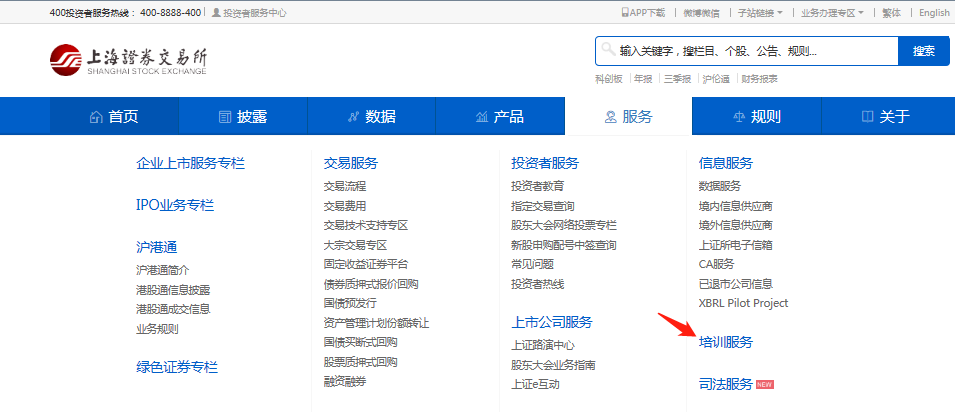 400投资者服务热线： 400-8888-400 | 投资者服务中心
APP下载 | 微博微信 | 子站链接 | 业务办理专区 | 繁体 | English
上海證券交易所
SHANGHAI STOCK EXCHANGE
输入关键字，搜栏目、个股、公告、规则... 搜索
科创版 | 年报 | 三季报 | 沪伦通 | 财务报表
首页 披露 数据 产品 服务 规则 关于
企业上市服务专栏
IPO业务专栏
沪港通
沪港通简介
港股通信息披露
港股通成交信息
业务规则
绿色证券专栏
交易服务
交易流程
交易费用
交易技术支持专区
大宗交易专区
固定收益证券平台
债券质押式报价回购
国债预发行
资产管理计划份额转让
国债买断式回购
股票质押式回购
融资融券
投资者服务
投资者教育
指定交易查询
股东大会网络投票专栏
新股申购配号中签查询
常见问题
投资者热线
上市公司服务
上证路演中心
股东大会业务指南
上证e互动
信息服务
数据服务
境内信息供应商
境外信息供应商
上证所电子信箱
CA服务
已退市公司信息
XBRL Pilot Project
培训服务
司法服务 NEW